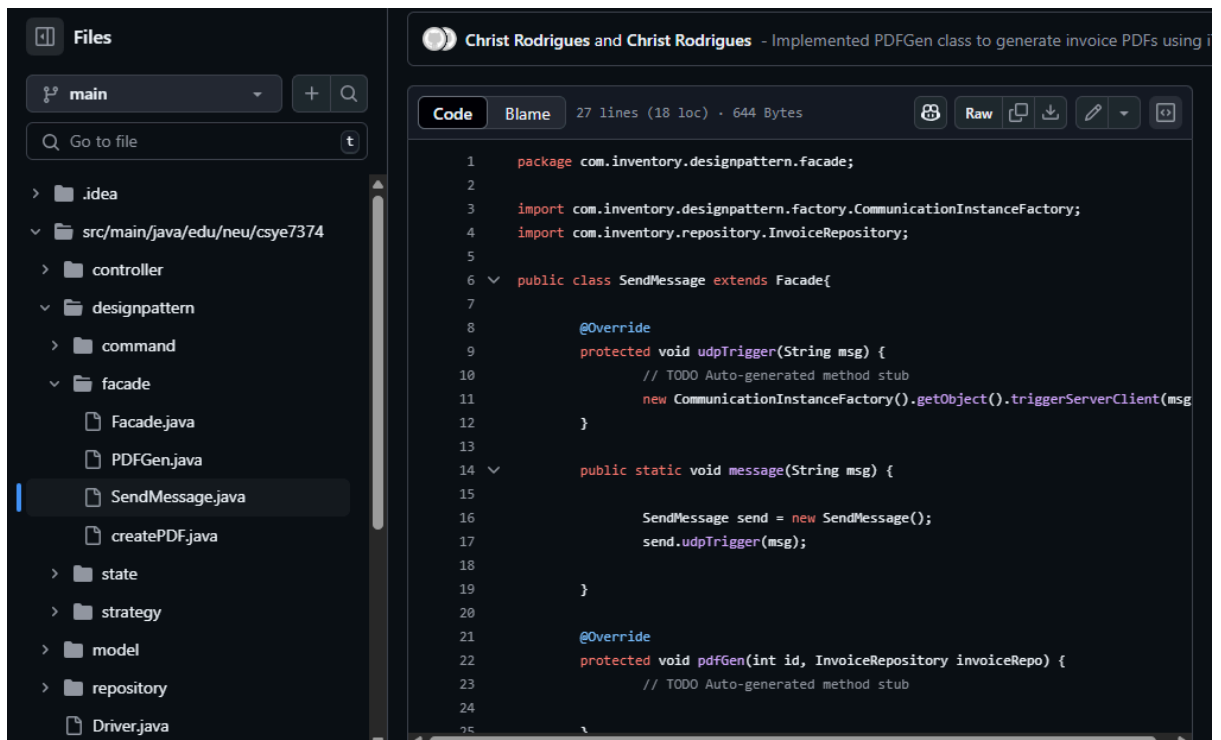 Files
main
Go to file
t
.idea
src/main/java/edu/neu/csye7374
controller
designpattern
command
facade
Facade.java
PDFGen.java
SendMessage.java
createPDF.java
state
strategy
model
repository
Driver.java
Christ Rodrigues and Christ Rodrigues - Implemented PDFGen class to generate invoice PDFs using i
Code Blame 27 lines (18 loc) · 644 Bytes Raw
1 package com.inventory.designpattern.facade;
2
3 import com.inventory.designpattern.factory.CommunicationInstanceFactory;
4 import com.inventory.repository.InvoiceRepository;
5
6 public class SendMessage extends Facade{
7
8 @Override
9 protected void udpTrigger(String msg) {
10 // TODO Auto-generated method stub
11 new CommunicationInstanceFactory().getObject().triggerServerClient(msg
12 }
13
14 public static void message(String msg) {
15
16 SendMessage send = new SendMessage();
17 send.udpTrigger(msg);
18
19 }
20
21 @Override
22 protected void pdfGen(int id, InvoiceRepository invoiceRepo) {
23 // TODO Auto-generated method stub
24
25 }